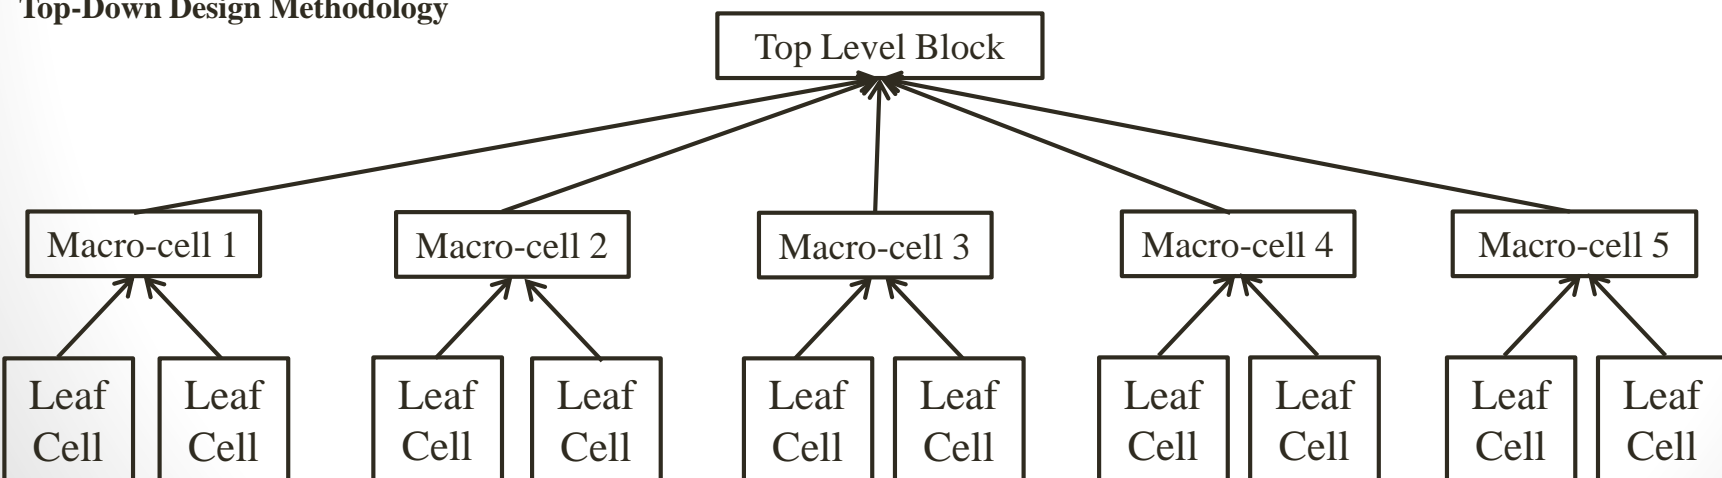 Top-Down Design Methodology
Top Level Block
Macro-cell 1
Macro-cell 2
Macro-cell 3
Macro-cell 4
Macro-cell 5
Leaf
Cell
Leaf
Cell
Leaf
Cell
Leaf
Cell
Leaf
Cell
Leaf
Cell
Leaf
Cell
Leaf
Cell
Leaf
Cell
Leaf
Cell